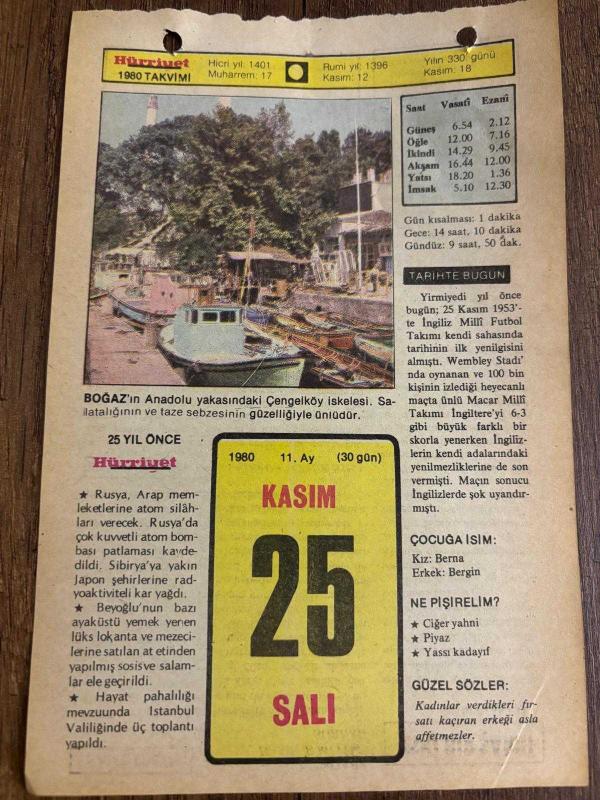 Hürriyet
1980 TAKVİMİ
Hicri yıl: 1401
Muharrem: 17
Rumi yıl: 1396
Kasım: 12
Yılın 330. günü
Kasım: 18
Saat Vasatî Ezanî
Güneş 6.54 2.12
Öğle 12.00 7.16
İkindi 14.29 9.45
Akşam 16.44 12.00
Yatsı 18.20 1.36
İmsak 5.10 12.30
Gün kısalması: 1 dakika
Gece: 14 saat, 10 dakika
Gündüz: 9 saat, 50 dak.
TARİHTE BUGÜN
Yirmiyedi yıl önce
bugün; 25 Kasım 1953'-
te İngiliz Millî Futbol
Takımı kendi sahasında
tarihinin ilk yenilgisini
almıştı. Wembley Stadı'
nda oynanan ve 100 bin
kişinin izlediği heyecanlı
maçta ünlü Macar Millî
Takımı İngiltere'yi 6-3
gibi büyük farklı bir
skorla yenerken İngiliz-
lerin kendi adalarındaki
yenilmezliklerine de son
vermişti. Maçın sonucu
İngilizlerde şok uyandır-
mıştı.
BOĞAZ'ın Anadolu yakasındaki Çengelköy iskelesi. Sa-
latalığının ve taze sebzesinin güzelliğiyle ünlüdür.
25 YIL ÖNCE
Hürriyet
★ Rusya, Arap mem-
leketlerine atom silâh-
ları verecek. Rusya'da
çok kuvvetli atom bom-
bası patlaması kayde-
dildi. Sibirya'ya yakın
Japon şehirlerine rad-
yoaktiviteli kar yağdı.
★ Beyoğlu'nun bazı
ayaküstü yemek yenen
lüks lokanta ve mezeci-
lerine satılan at etinden
yapılmış sosis ve salam-
lar ele geçirildi.
★ Hayat pahalılığı
mevzuunda Istanbul
Valiliğinde üç toplantı
yapıldı.
1980 11. Ay (30 gün)
KASIM
25
SALI
ÇOCUĞA İSİM:
Kız: Berna
Erkek: Bergin
NE PİŞİRELİM?
★ Ciğer yahni
★ Piyaz
★ Yassı kadayıf
GÜZEL SÖZLER:
Kadınlar verdikleri fır-
satı kaçıran erkeği asla
affetmezler.